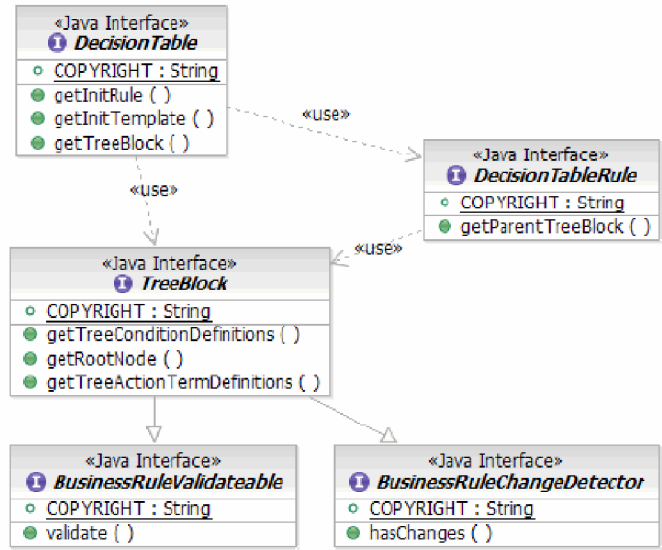 «Java Interface»
I DecisionTable
COPYRIGHT : String
getInitRule ( )
getInitTemplate ( )
getTreeBlock ( )
«use»
«use»
«Java Interface»
I DecisionTableRule
COPYRIGHT : String
getParentTreeBlock ( )
«use»
«Java Interface»
I TreeBlock
COPYRIGHT : String
getTreeConditionDefinitions ( )
getRootNode ( )
getTreeActionTermDefinitions ( )
«Java Interface»
I BusinessRuleValidateable
COPYRIGHT : String
validate ( )
«Java Interface»
I BusinessRuleChangeDetector
COPYRIGHT : String
hasChanges ( )